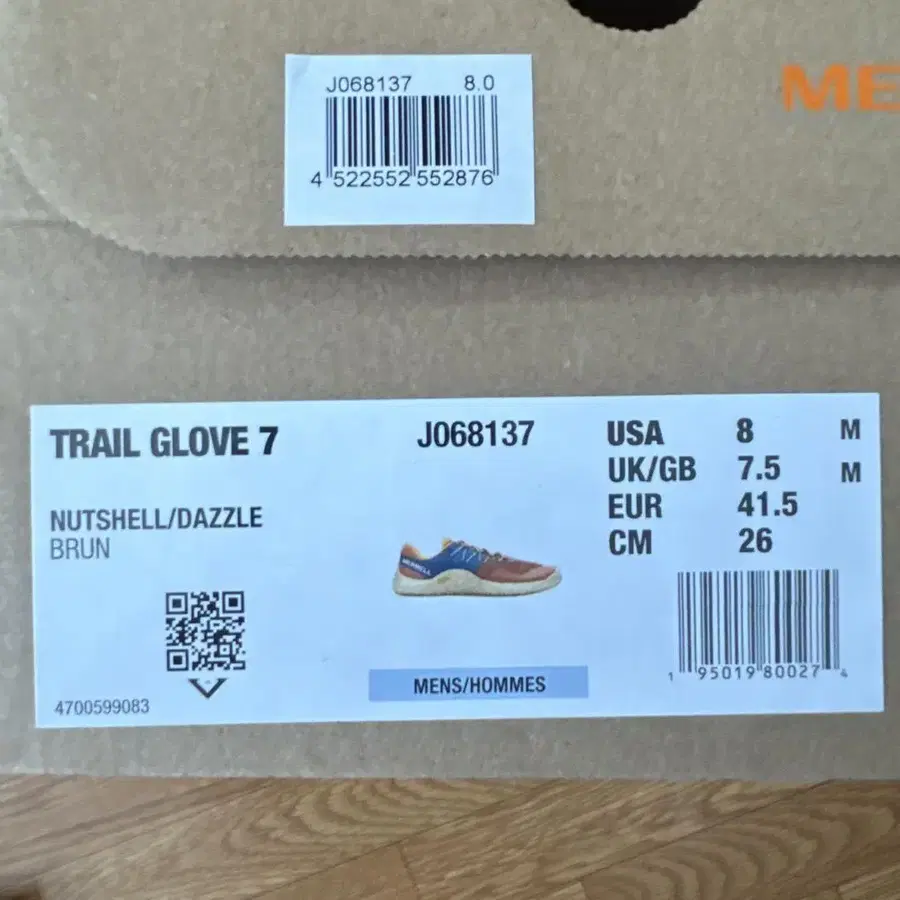 J068137 8.0
4 522552 552876
ME
TRAIL GLOVE 7
NUTSHELL/DAZZLE
BRUN
4700599083
J068137
MERRELL
MENS/HOMMES
USA 8 M
UK/GB 7.5 M
EUR 41.5
CM 26
1 95019 80027 4